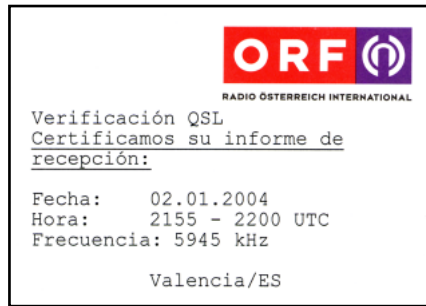 ORF
RADIO ÖSTERREICH INTERNATIONAL
Verificación QSL
Certificamos su informe de
recepción:
Fecha: 02.01.2004
Hora: 2155 - 2200 UTC
Frecuencia: 5945 kHz
Valencia/ES